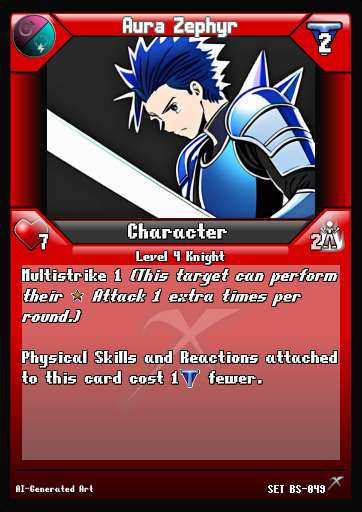 Aura Zephyr
2
7
Character
2
Level 4 Knight
Multistrike 1 (This target can perform
their Attack 1 extra times per
round.)
Physical Skills and Reactions attached
to this card cost 1 fewer.
AI-Generated Art
SET BS-049